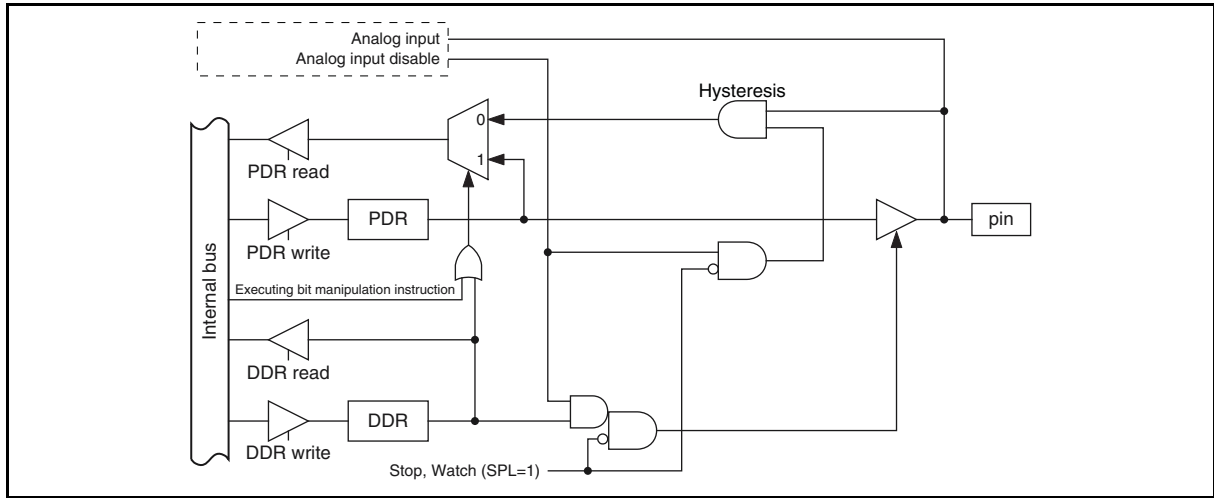 Analog input
Analog input disable
Hysteresis
0
1
PDR read
PDR
pin
PDR write
Internal bus
Executing bit manipulation instruction
DDR read
DDR
DDR write
Stop, Watch (SPL=1)